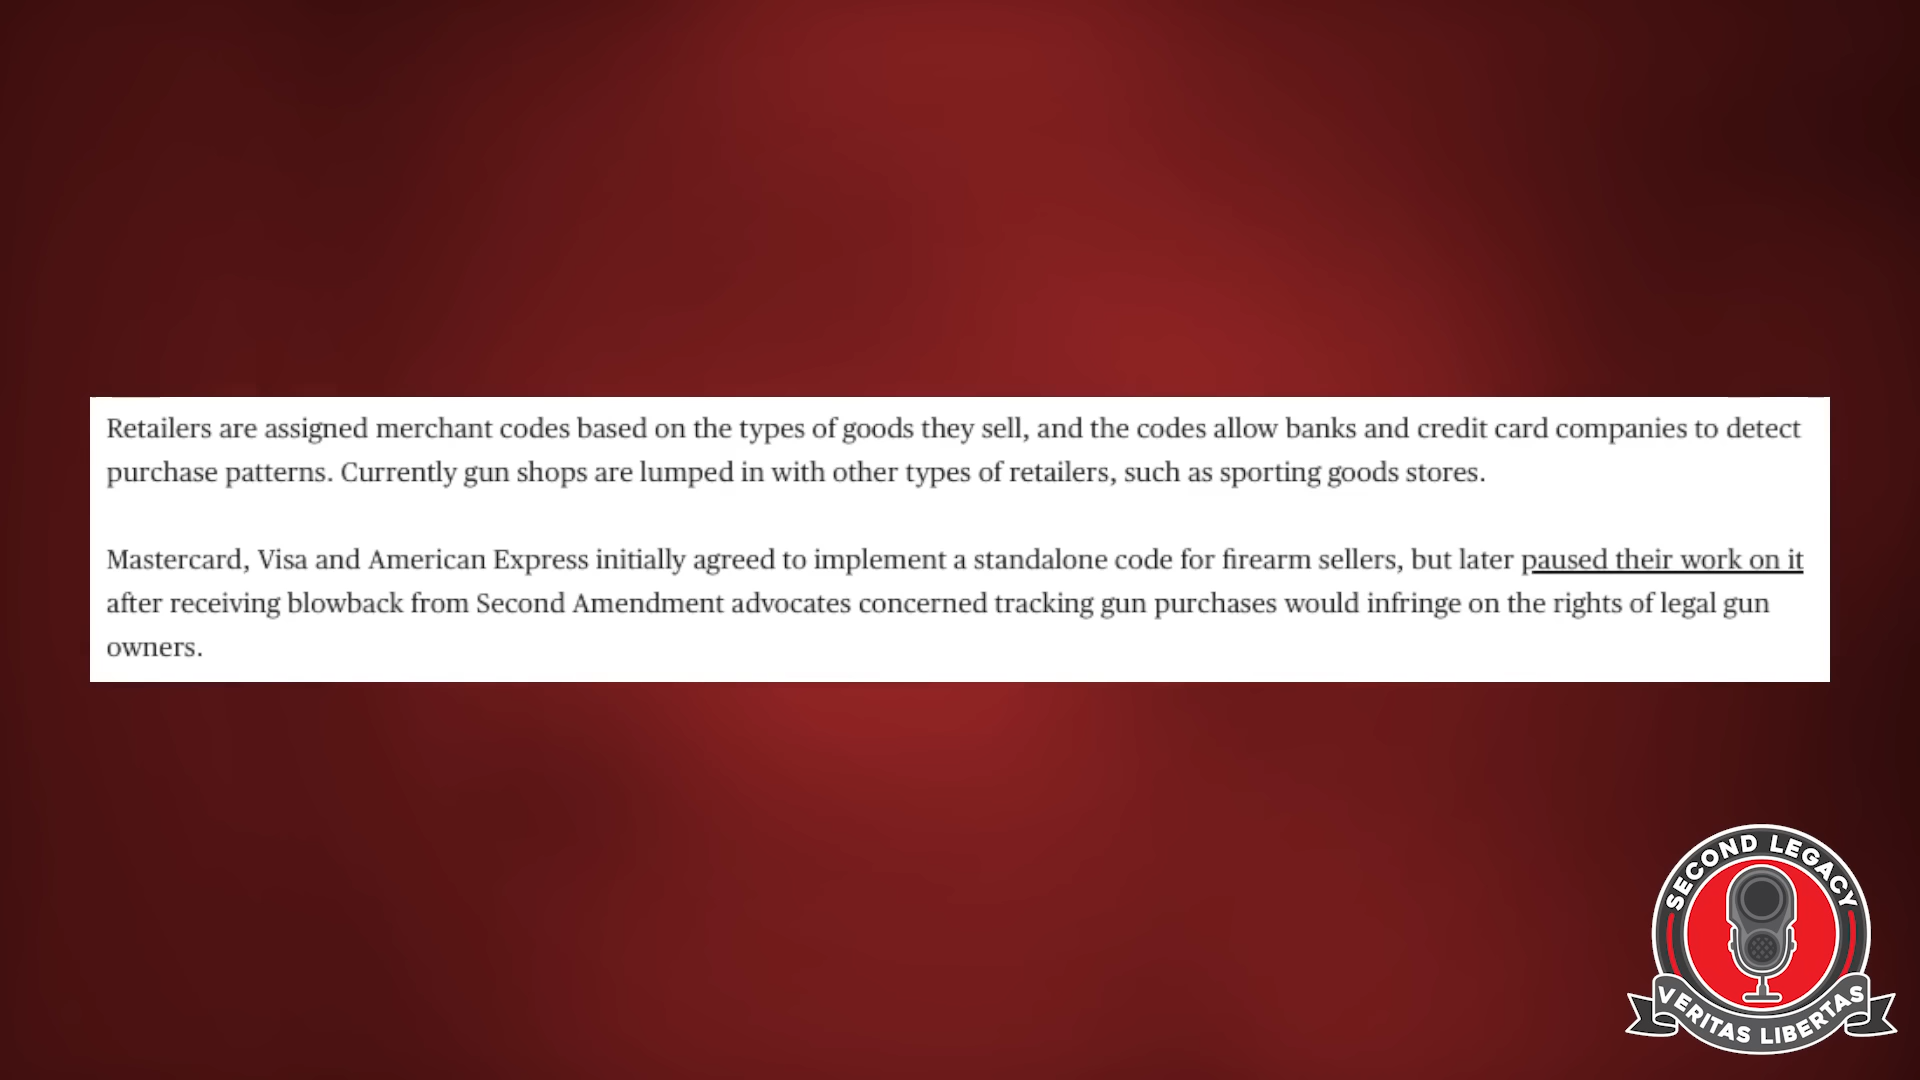 Retailers are assigned merchant codes based on the types of goods they sell, and the codes allow banks and credit card companies to detect
purchase patterns. Currently gun shops are lumped in with other types of retailers, such as sporting goods stores.
Mastercard, Visa and American Express initially agreed to implement a standalone code for firearm sellers, but later paused their work on it
after receiving blowback from Second Amendment advocates concerned tracking gun purchases would infringe on the rights of legal gun
owners.
SECOND LEGACY
VERITAS LIBERTAS